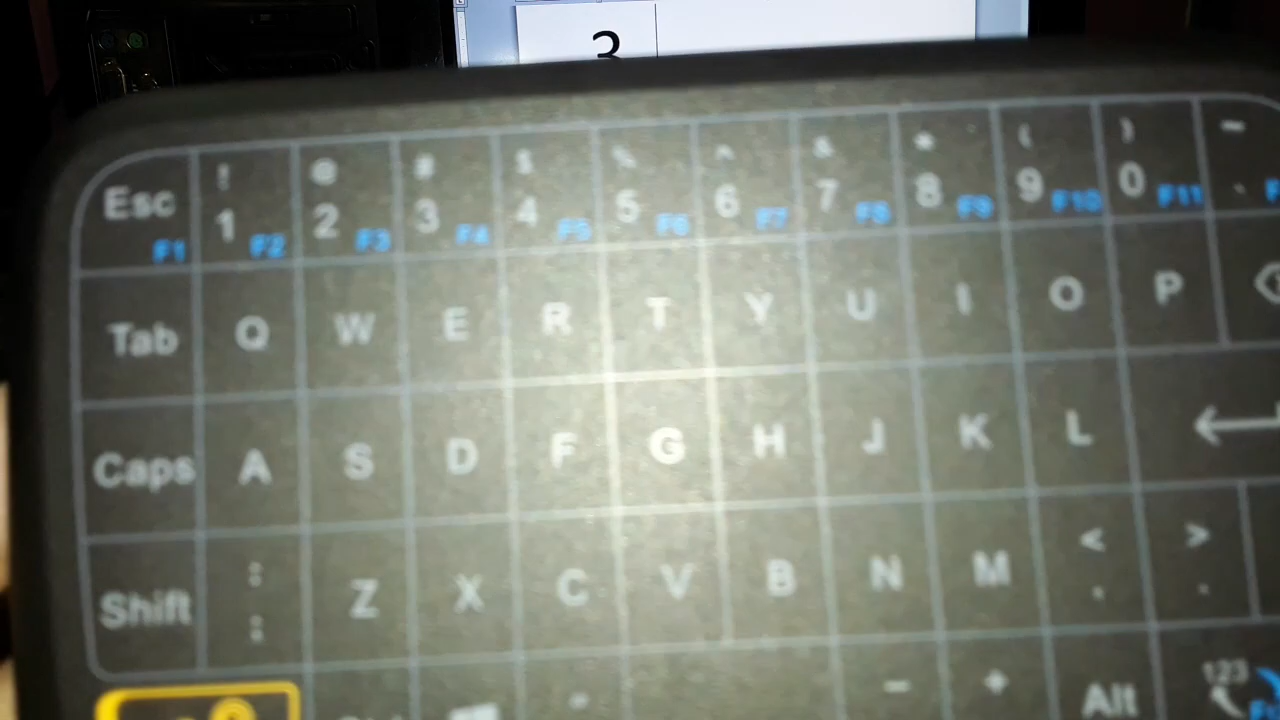 3
! @ # $ % ^ & * ( ) -
Esc 1 2 3 4 5 6 7 8 9 0
F1 F2 F3 F4 F5 F6 F7 F8 F9 F10 F11
Tab Q W E R T Y U I O P
Caps A S D F G H J K L
< >
Shift : ; Z X C V B N M , .
- + Alt 123